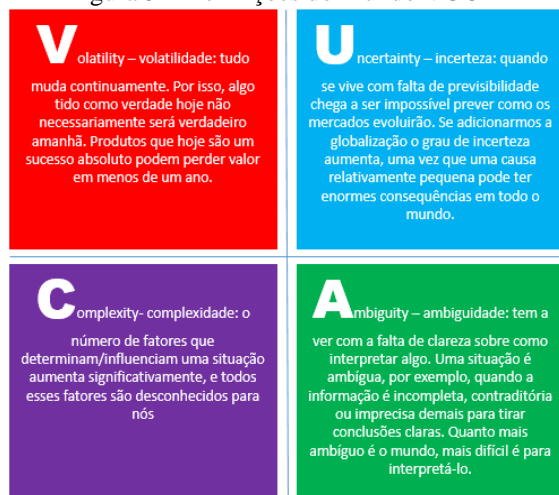 Volatility – volatilidade: tudo
muda continuamente. Por isso, algo
tido como verdade hoje não
necessariamente será verdadeiro
amanhã. Produtos que hoje são um
sucesso absoluto podem perder valor
em menos de um ano.
Uncertainty – incerteza: quando
se vive com falta de previsibilidade
chega a ser impossível prever como os
mercados evoluirão. Se adicionarmos a
globalização o grau de incerteza
aumenta, uma vez que uma causa
relativamente pequena pode ter
enormes consequências em todo o
mundo.
Complexity- complexidade: o
número de fatores que
determinam/influenciam uma situação
aumenta significativamente, e todos
esses fatores são desconhecidos para
nós
Ambiguity – ambiguidade: tem a
ver com a falta de clareza sobre como
interpretar algo. Uma situação é
ambígua, por exemplo, quando a
informação é incompleta, contraditória
ou imprecisa demais para tirar
conclusões claras. Quanto mais
ambíguo é o mundo, mais difícil é para
interpretá-lo.